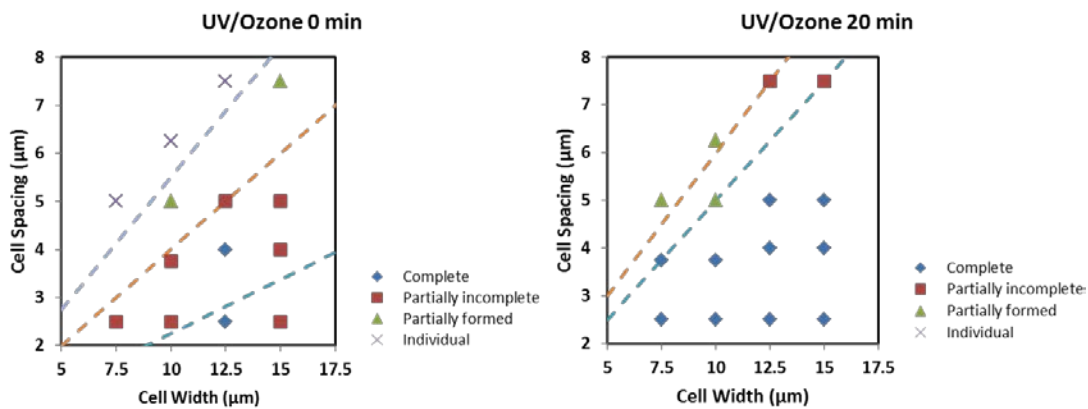 UV/Ozone 0 min
8
7
6
5
4
3
2
Cell Spacing (µm)
5 7.5 10 12.5 15 17.5
Cell Width (µm)
Complete
Partially incomplete
Partially formed
Individual
UV/Ozone 20 min
8
7
6
5
4
3
2
Cell Spacing (µm)
5 7.5 10 12.5 15 17.5
Cell Width (µm)
Complete
Partially incomplete
Partially formed
Individual